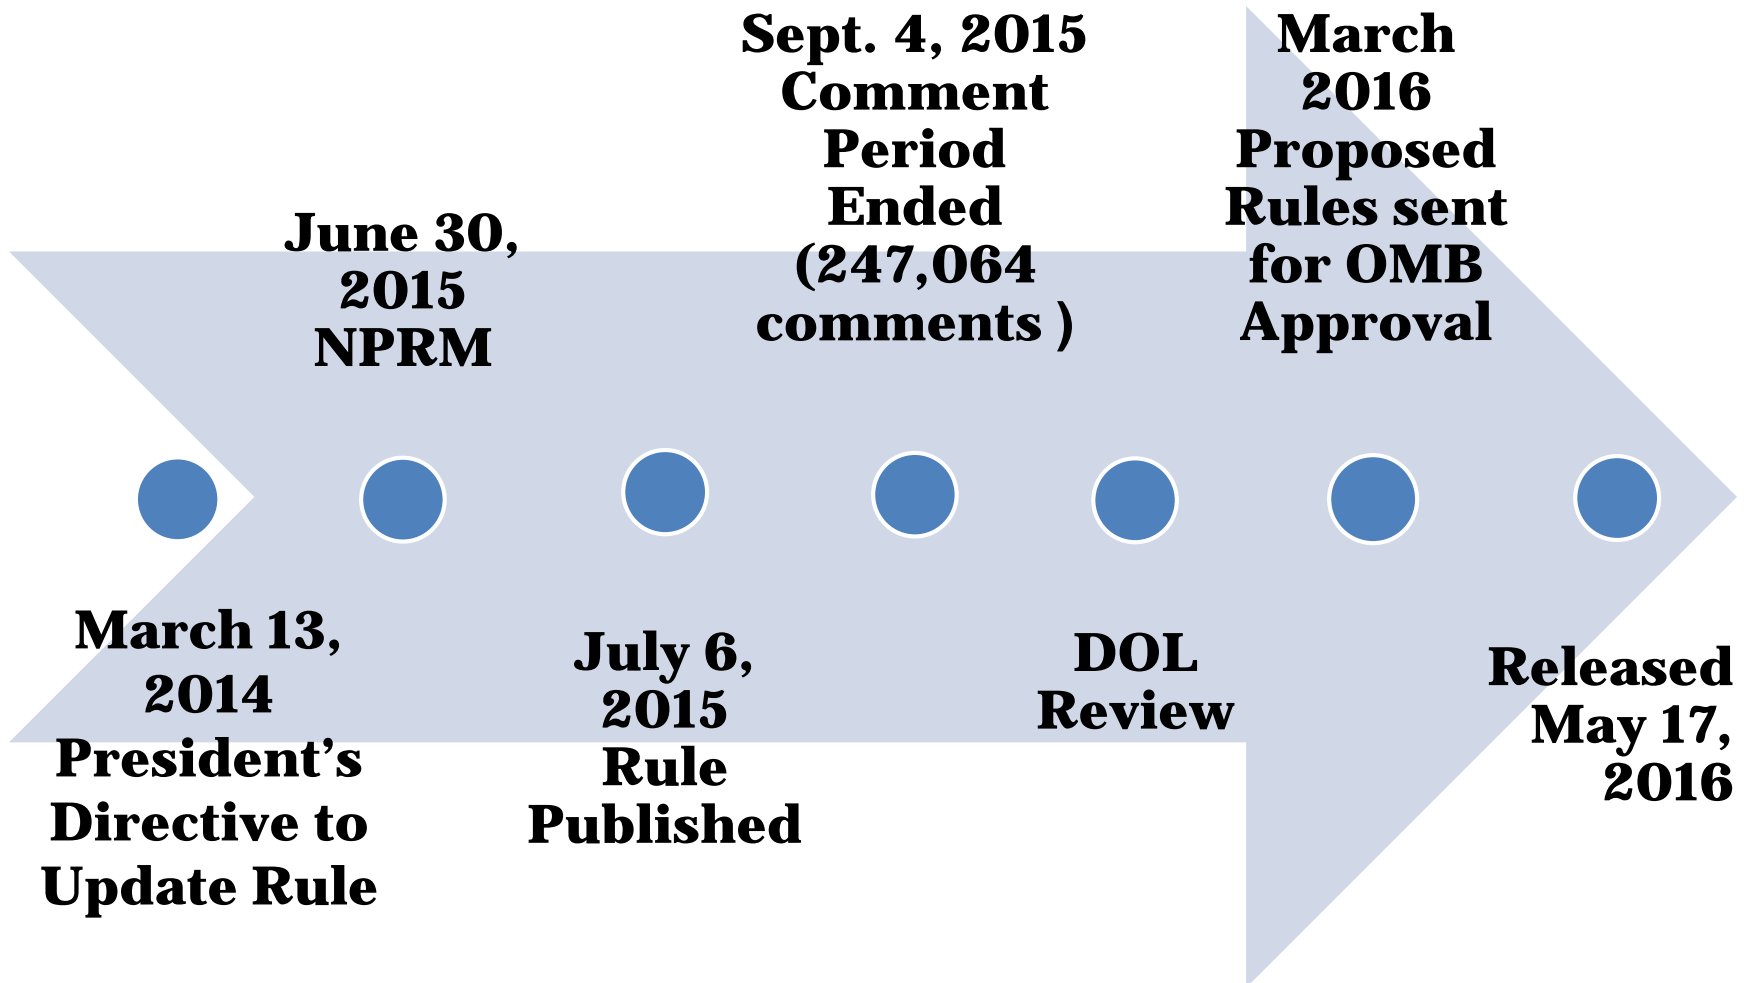 March 13,
2014
President’s
Directive to
Update Rule
June 30,
2015
NPRM
July 6,
2015
Rule
Published
Sept. 4, 2015
Comment
Period
Ended
(247,064
comments )
DOL
Review
March
2016
Proposed
Rules sent
for OMB
Approval
Released
May 17,
2016